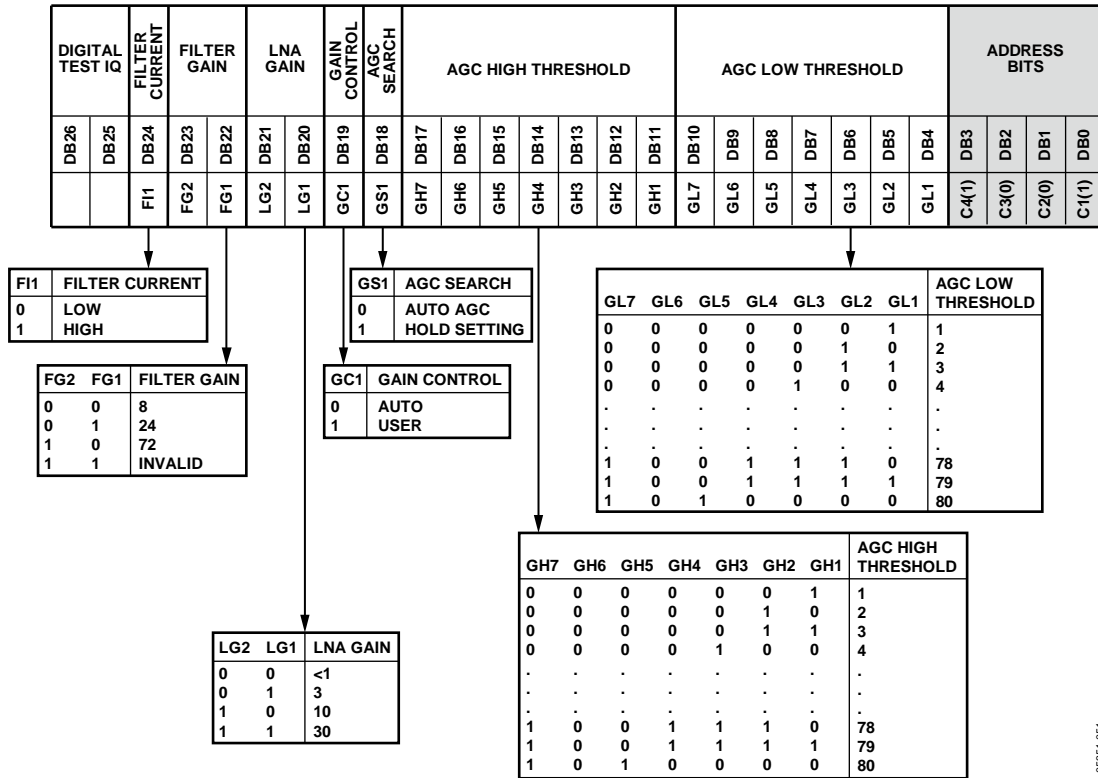 DIGITAL TEST IQ | FILTER CURRENT | FILTER GAIN | LNA GAIN | GAIN CONTROL | AGC SEARCH | AGC HIGH THRESHOLD | AGC LOW THRESHOLD | ADDRESS BITS
DB26 DB25 DB24 DB23 DB22 DB21 DB20 DB19 DB18 DB17 DB16 DB15 DB14 DB13 DB12 DB11 DB10 DB9 DB8 DB7 DB6 DB5 DB4 DB3 DB2 DB1 DB0
FI1 FG2 FG1 LG2 LG1 GC1 GS1 GH7 GH6 GH5 GH4 GH3 GH2 GH1 GL7 GL6 GL5 GL4 GL3 GL2 GL1 C4(1) C3(0) C2(0) C1(1)
FI1 FILTER CURRENT
0 LOW
1 HIGH
GS1 AGC SEARCH
0 AUTO AGC
1 HOLD SETTING
FG2 FG1 FILTER GAIN
0 0 8
0 1 24
1 0 72
1 1 INVALID
GC1 GAIN CONTROL
0 AUTO
1 USER
GL7 GL6 GL5 GL4 GL3 GL2 GL1 AGC LOW THRESHOLD
0 0 0 0 0 0 1 1
0 0 0 0 0 1 0 2
0 0 0 0 0 1 1 3
0 0 0 0 1 0 0 4
. . . . . . . .
. . . . . . . .
. . . . . . . .
1 0 0 1 1 1 0 78
1 0 0 1 1 1 1 79
1 0 1 0 0 0 0 80
LG2 LG1 LNA GAIN
0 0 <1
0 1 3
1 0 10
1 1 30
GH7 GH6 GH5 GH4 GH3 GH2 GH1 AGC HIGH THRESHOLD
0 0 0 0 0 0 1 1
0 0 0 0 0 1 0 2
0 0 0 0 0 1 1 3
0 0 0 0 1 0 0 4
. . . . . . . .
. . . . . . . .
. . . . . . . .
1 0 0 1 1 1 0 78
1 0 0 1 1 1 1 79
1 0 1 0 0 0 0 80